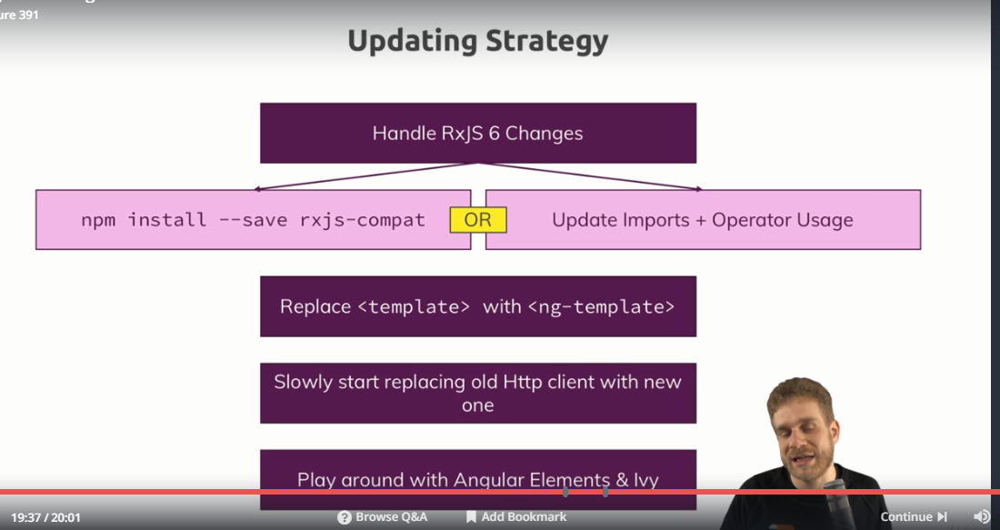 ure 391
Updating Strategy
Handle RxJS 6 Changes
npm install --save rxjs-compat
OR
Update Imports + Operator Usage
Replace <template> with <ng-template>
Slowly start replacing old Http client with new
one
Play around with Angular Elements & Ivy
19:37 / 20:01
? Browse Q&A
Add Bookmark
Continue